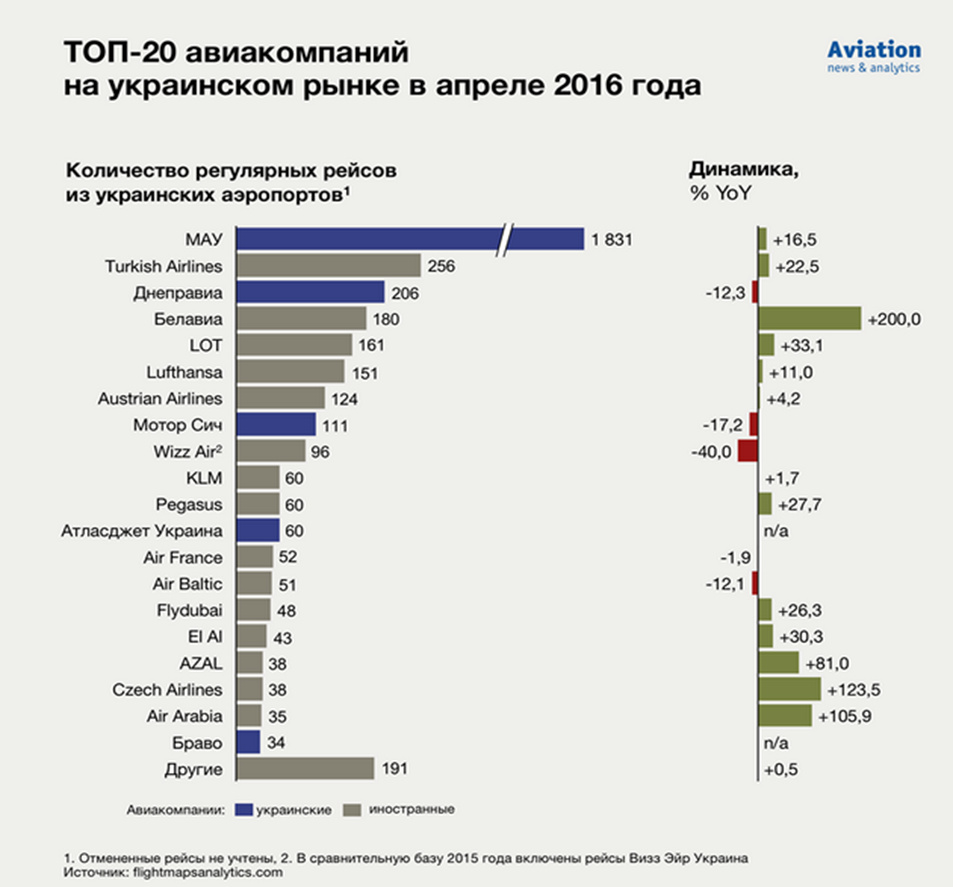 ТОП-20 авиакомпаний
на украинском рынке в апреле 2016 года
Aviation
news & analytics
Количество регулярных рейсов
из украинских аэропортов¹
Динамика,
% YoY
МАУ 1 831 +16,5
Turkish Airlines 256 +22,5
Днеправиа 206 -12,3
Белавиа 180 +200,0
LOT 161 +33,1
Lufthansa 151 +11,0
Austrian Airlines 124 +4,2
Мотор Сич 111 -17,2
Wizz Air² 96 -40,0
KLM 60 +1,7
Pegasus 60 +27,7
Атласджет Украина 60 n/a
Air France 52 -1,9
Air Baltic 51 -12,1
Flydubai 48 +26,3
El Al 43 +30,3
AZAL 38 +81,0
Czech Airlines 38 +123,5
Air Arabia 35 +105,9
Браво 34 n/a
Другие 191 +0,5
Авиакомпании: украинские иностранные
1. Отмененные рейсы не учтены, 2. В сравнительную базу 2015 года включены рейсы Визз Эйр Украина
Источник: flightmapsanalytics.com